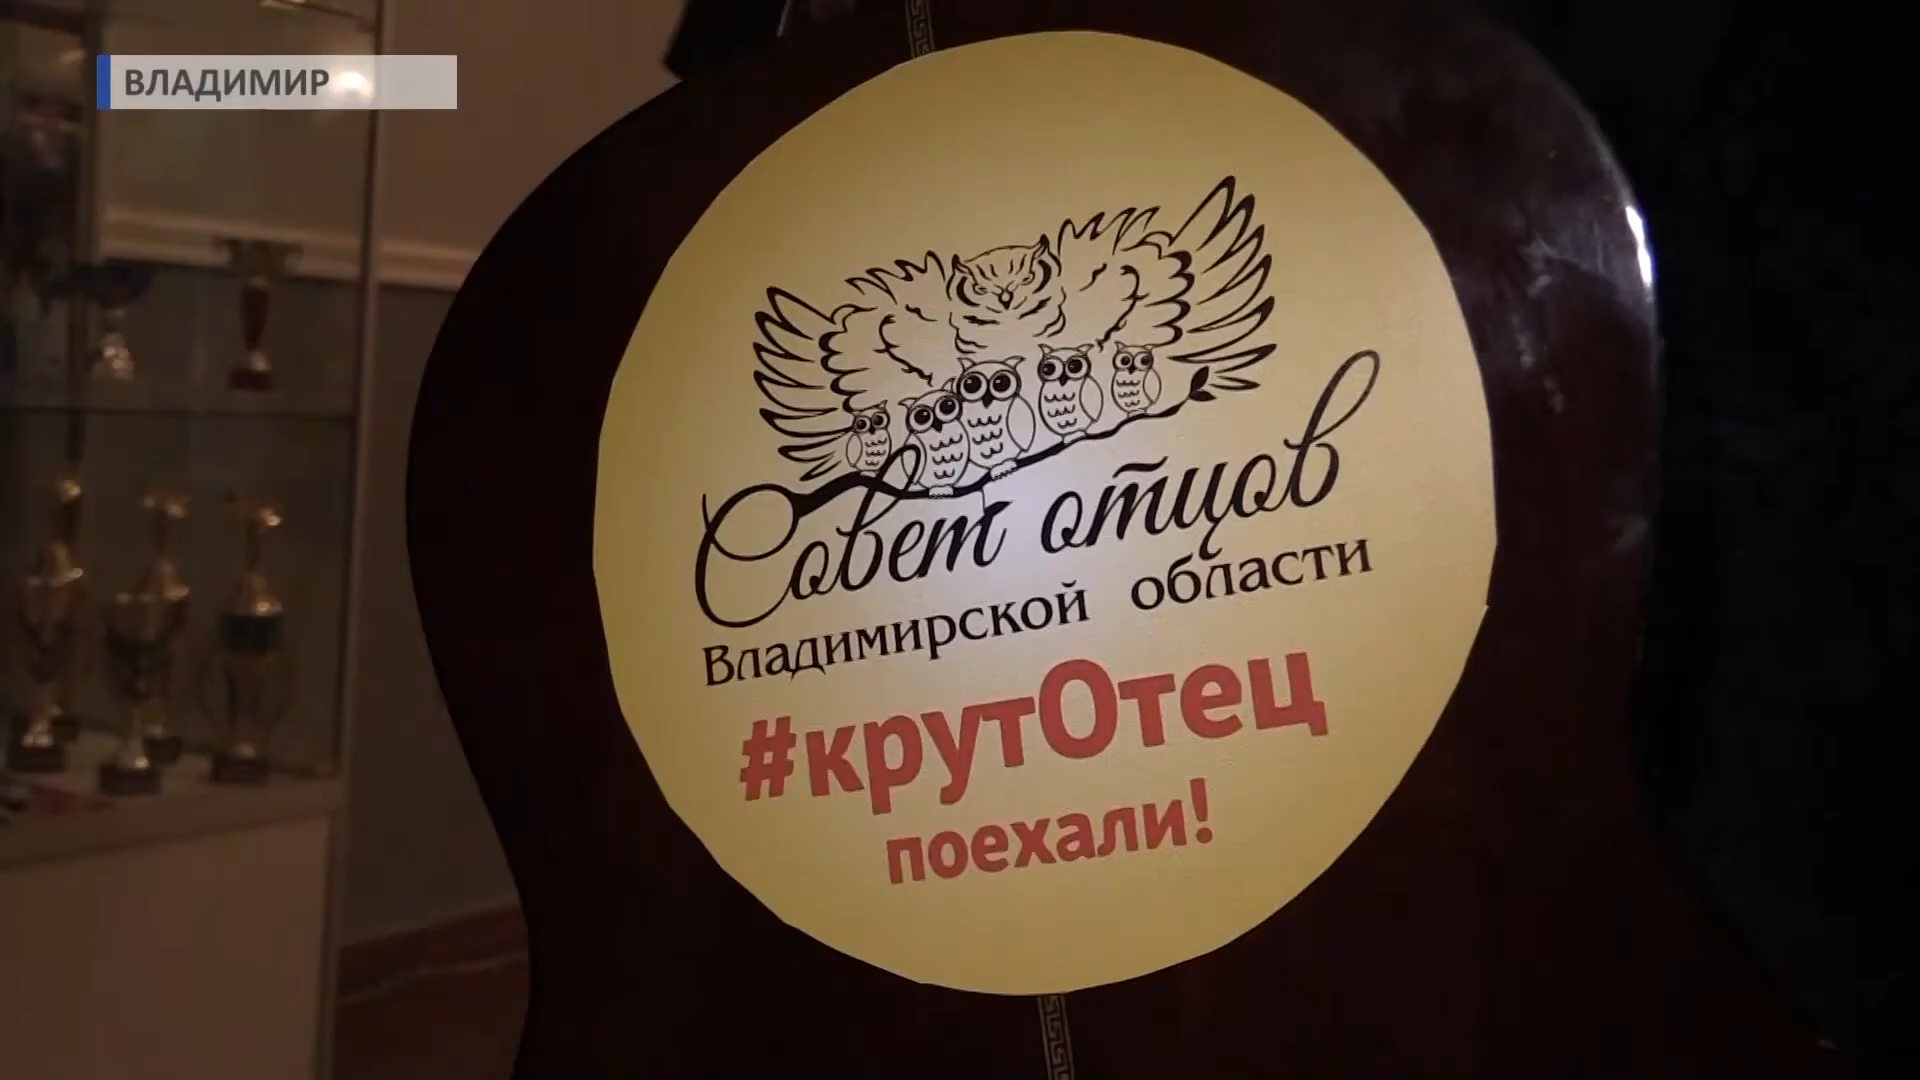 ВЛАДИМИР
Совет отцов
Владимирской области
#крутОтец
поехали!